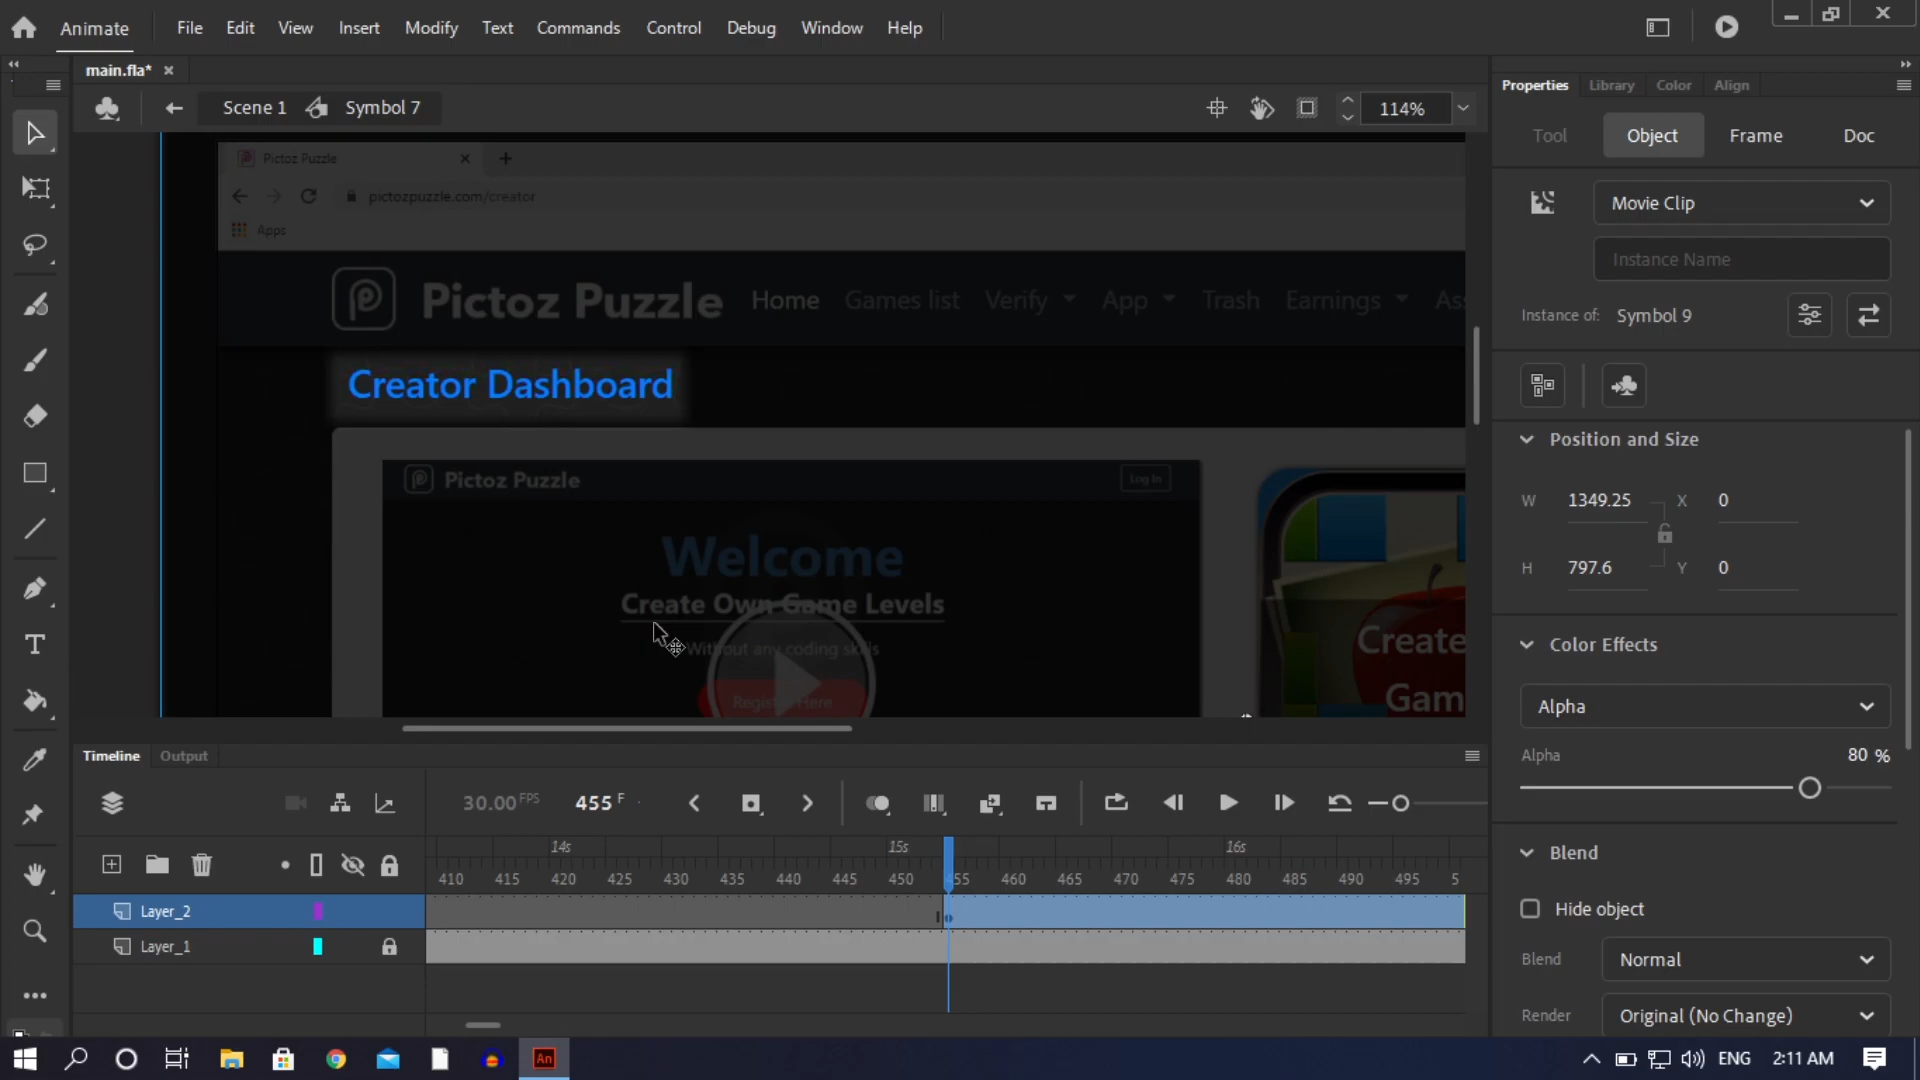 Animate File Edit View Insert Modify Text Commands Control Debug Window Help
main.fla*
Properties Library Color Align
Scene 1 Symbol 7 114%
Tool Object Frame Doc
Pictoz Puzzle
pictozpuzzle.com/creator
Apps
Movie Clip
Instance Name
Pictoz Puzzle Home Games list Verify App Trash Earnings Ass
Instance of: Symbol 9
Creator Dashboard
Position and Size
Pictoz Puzzle Log In
W 1349.25 X 0
Welcome
H 797.6 Y 0
Create Own Game Levels
Without any coding skills
Create
Color Effects
Register Here
Gam
Alpha
Timeline Output
Alpha 80 %
30.00 FPS 455 F
14s 15s 16s
Blend
410 415 420 425 430 435 440 445 450 455 460 465 470 475 480 485 490 495 5
Layer_2
Hide object
Layer_1
Blend Normal
Render Original (No Change)
An ENG 2:11 AM